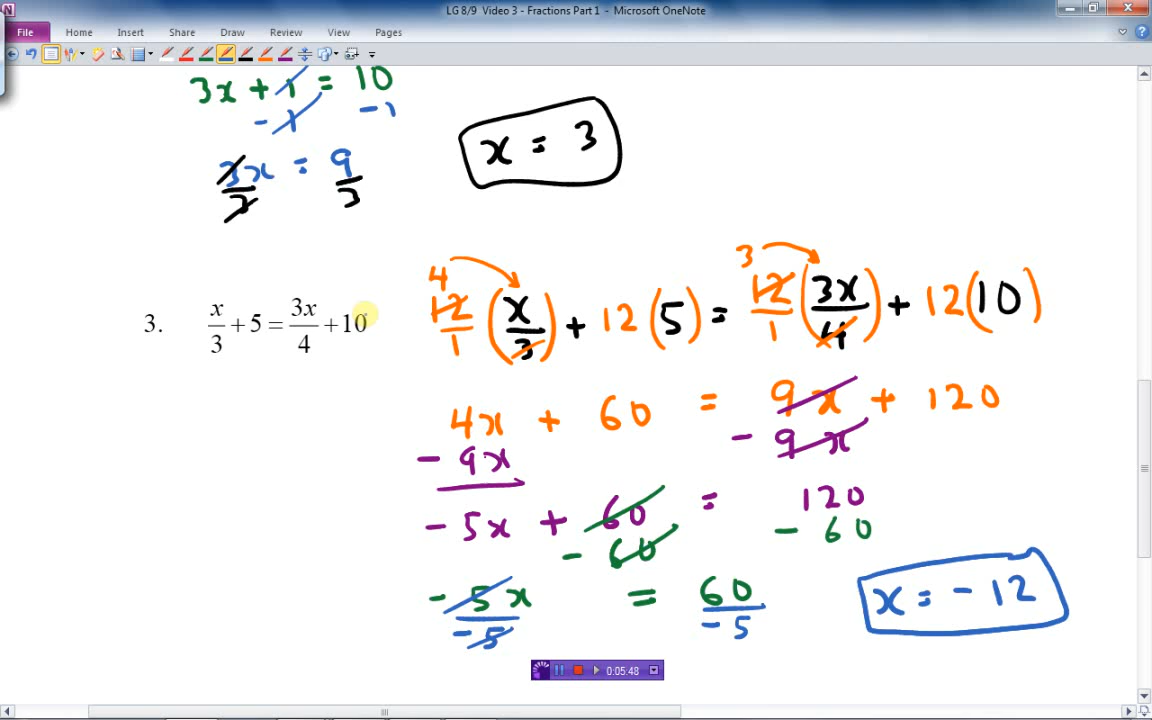 LG 8/9 Video 3 - Fractions Part 1 - Microsoft OneNote
File Home Insert Share Draw Review View Pages
3x + 1 = 10
- 1 - 1
3x = 9
3 3
x = 3
3. x/3 + 5 = 3x/4 + 10
4 3
12/1 (x/3) + 12(5) = 12/1 (3x/4) + 12(10)
4x + 60 = 9x + 120
- 9x - 9x
- 5x + 60 = 120
- 60 - 60
- 5x = 60
- 5 - 5
x = - 12
0:05:48